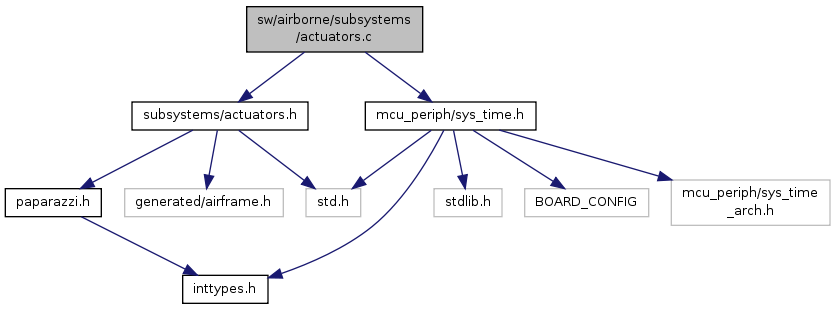 sw/airborne/subsystems
/actuators.c
subsystems/actuators.h
mcu_periph/sys_time.h
paparazzi.h
generated/airframe.h
std.h
stdlib.h
BOARD_CONFIG
mcu_periph/sys_time
_arch.h
inttypes.h